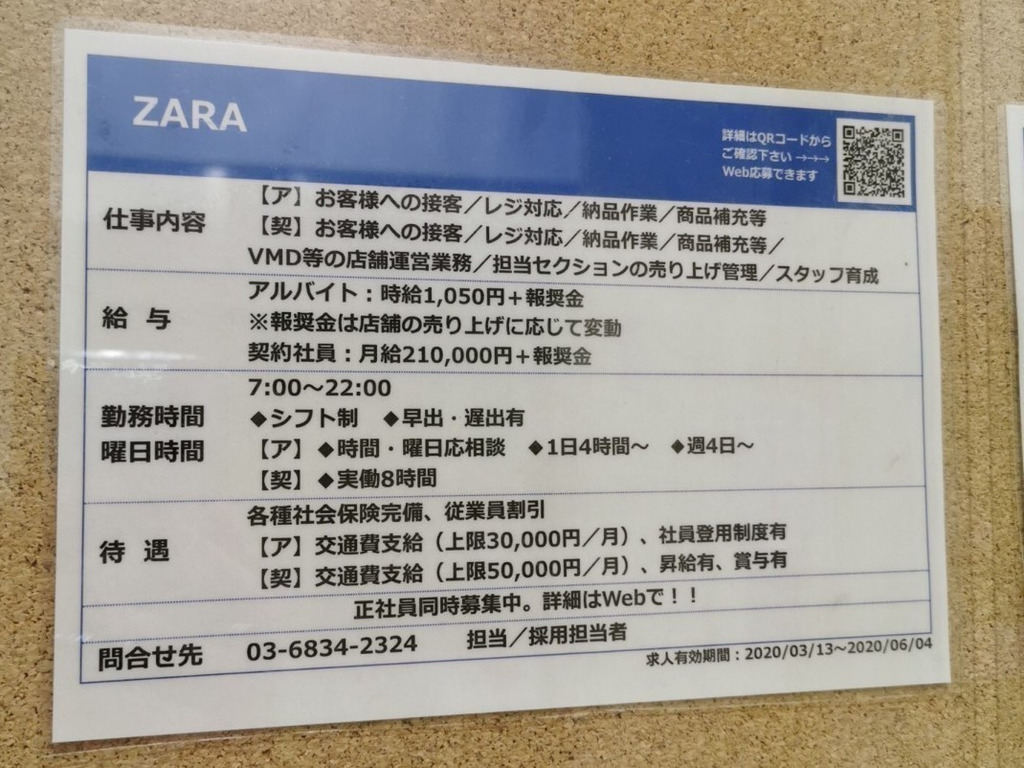 ZARA
詳細はQRコードから
ご確認下さい →→→
Web応募できます
仕事内容
【ア】お客様への接客／レジ対応／納品作業／商品補充等
【契】お客様への接客／レジ対応／納品作業／商品補充等／
VMD等の店舗運営業務／担当セクションの売り上げ管理／スタッフ育成
給 与
アルバイト：時給1,050円＋報奨金
※報奨金は店舗の売り上げに応じて変動
契約社員：月給210,000円＋報奨金
勤務時間
曜日時間
7:00～22:00
◆シフト制 ◆早出・遅出有
【ア】◆時間・曜日応相談 ◆1日4時間～ ◆週4日～
【契】◆実働8時間
待 遇
各種社会保険完備、従業員割引
【ア】交通費支給（上限30,000円／月）、社員登用制度有
【契】交通費支給（上限50,000円／月）、昇給有、賞与有
正社員同時募集中。詳細はWebで！！
問合せ先
03-6834-2324 担当／採用担当者
求人有効期間：2020/03/13～2020/06/04